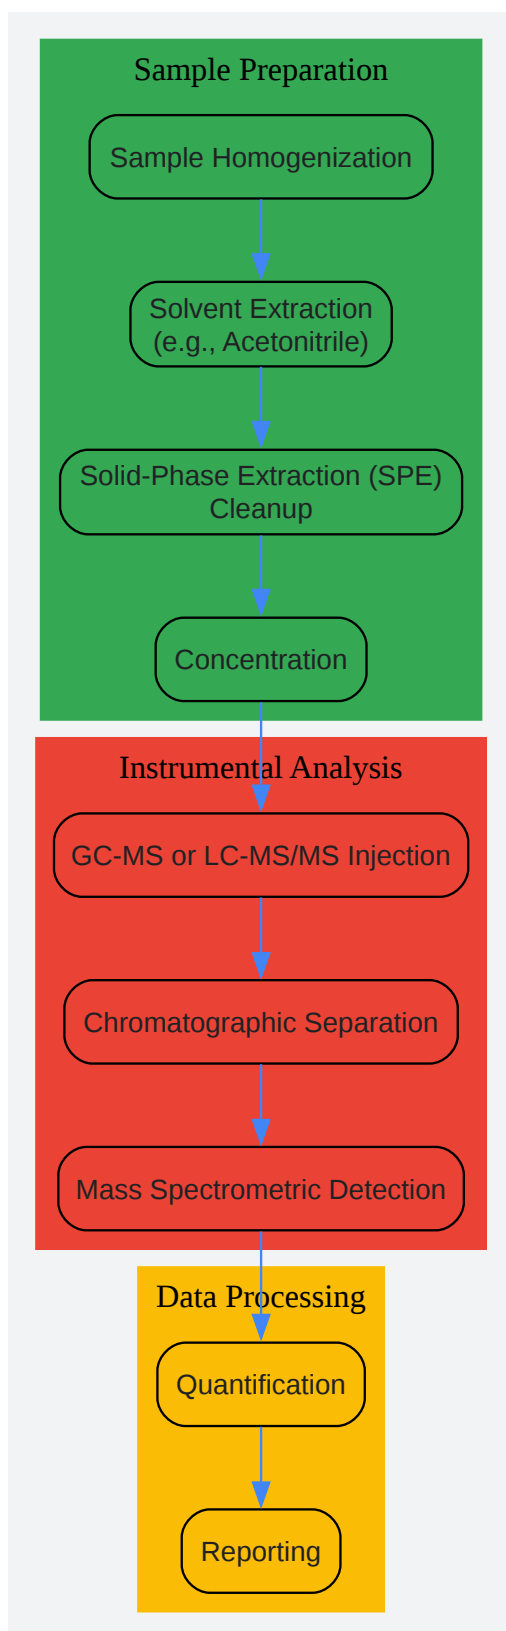 Sample Preparation
Sample Homogenization
Solvent Extraction
(e.g., Acetonitrile)
Solid-Phase Extraction (SPE)
Cleanup
Concentration
Instrumental Analysis
GC-MS or LC-MS/MS Injection
Chromatographic Separation
Mass Spectrometric Detection
Data Processing
Quantification
Reporting